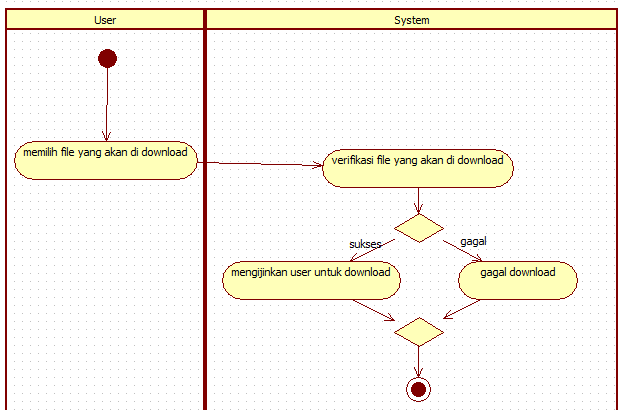 User
System
memilih file yang akan di download
verifikasi file yang akan di download
sukses
gagal
mengijinkan user untuk download
gagal download